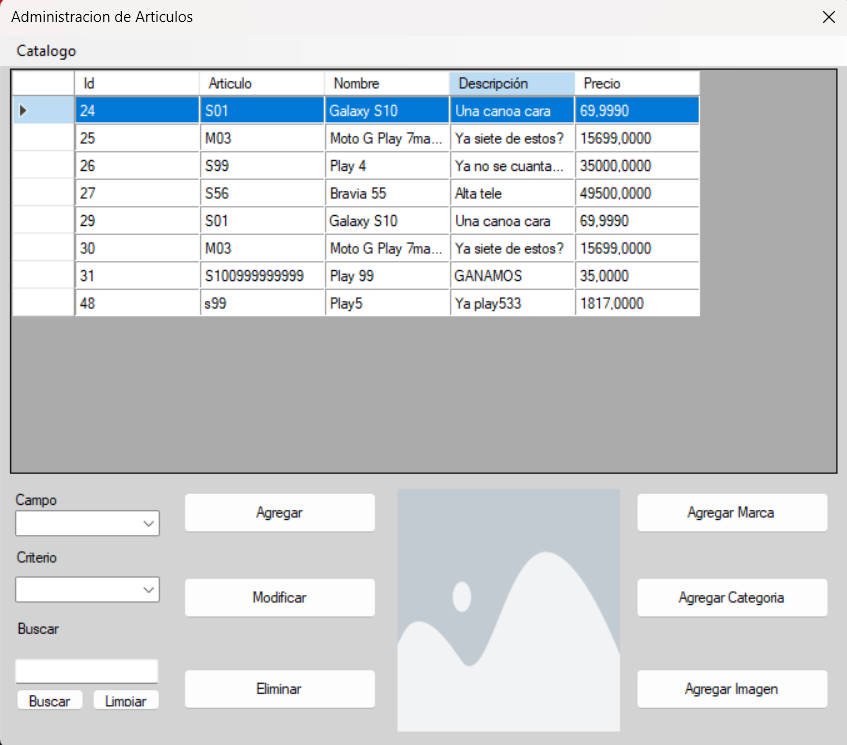 Administracion de Articulos
Catalogo
Id Articulo Nombre Descripción Precio
24 S01 Galaxy S10 Una canoa cara 69,9990
25 M03 Moto G Play 7ma... Ya siete de estos? 15699,0000
26 S99 Play 4 Ya no se cuanta... 35000,0000
27 S56 Bravia 55 Alta tele 49500,0000
29 S01 Galaxy S10 Una canoa cara 69,9990
30 M03 Moto G Play 7ma... Ya siete de estos? 15699,0000
31 S100999999999 Play 99 GANAMOS 35,0000
48 s99 Play5 Ya play533 1817,0000
Campo
Criterio
Buscar
Buscar Limpiar
Agregar
Modificar
Eliminar
Agregar Marca
Agregar Categoria
Agregar Imagen